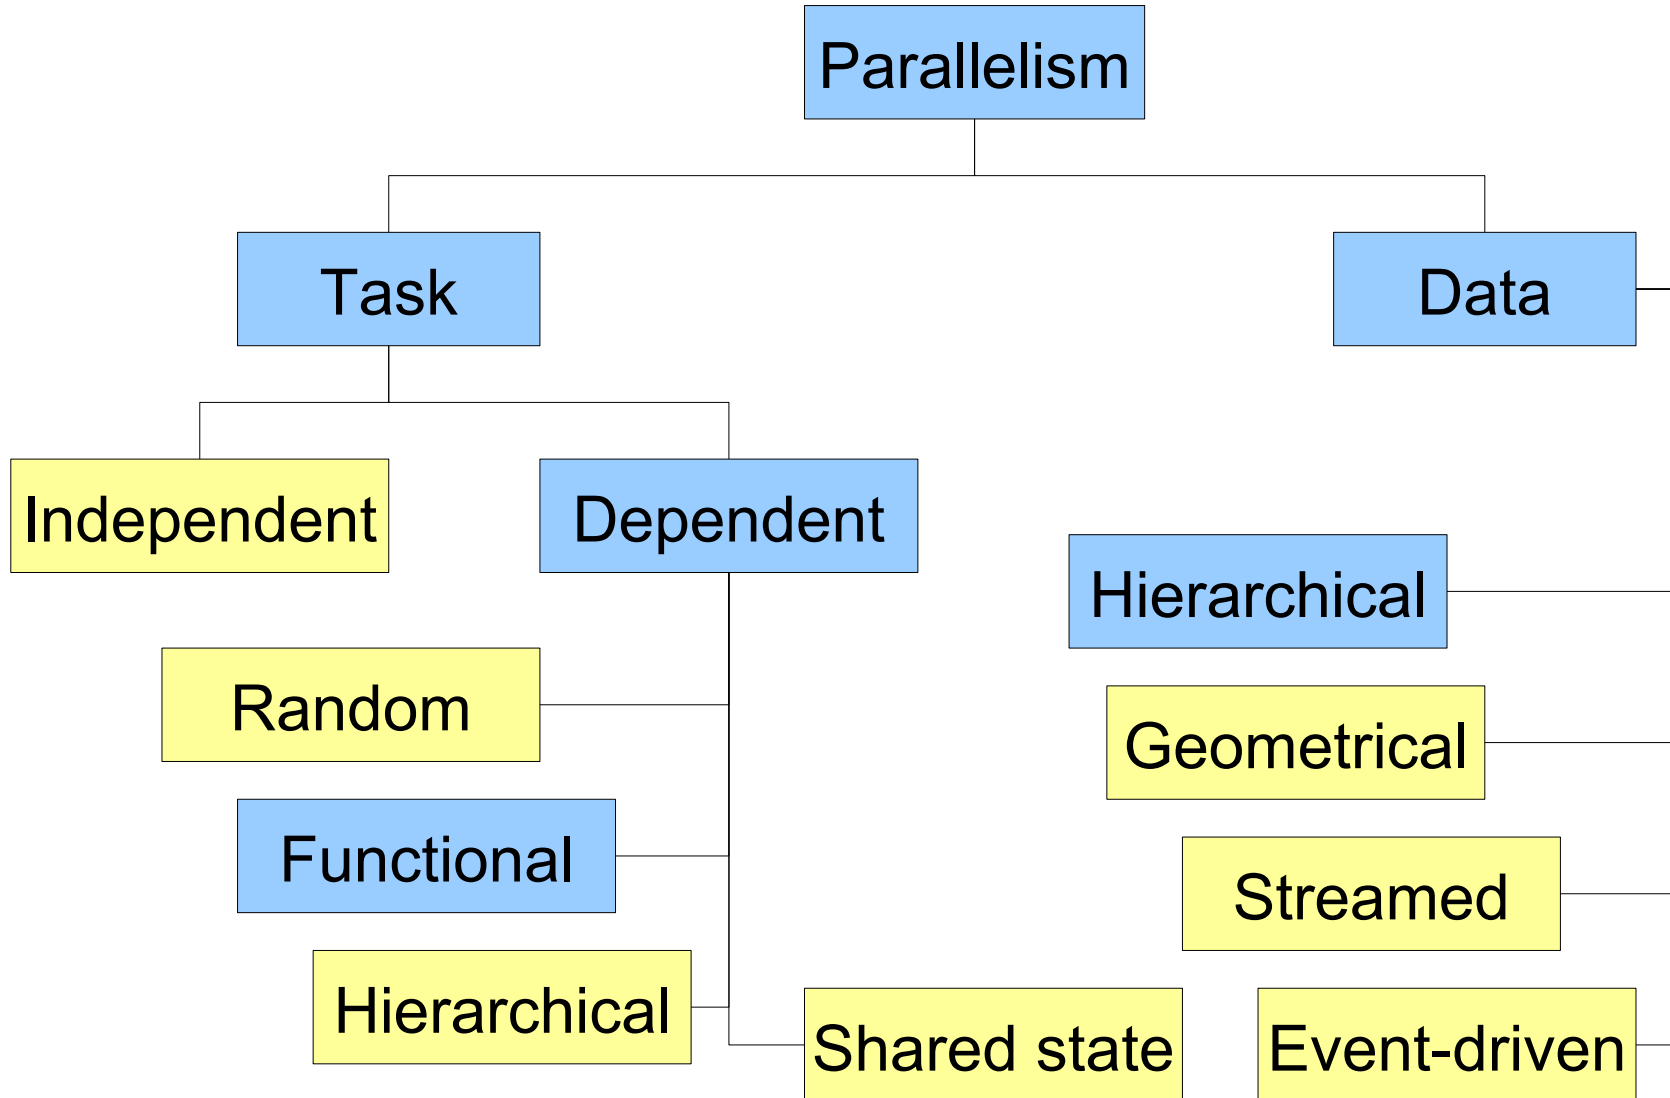 Parallelism
Task
Data
Independent
Dependent
Hierarchical
Random
Geometrical
Functional
Streamed
Hierarchical
Shared state
Event-driven